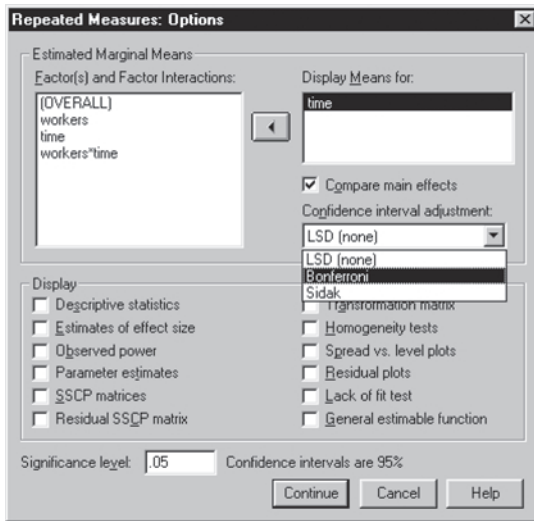 Repeated Measures: Options
Estimated Marginal Means
Factor(s) and Factor Interactions:
(OVERALL)
workers
time
workers*time
Display Means for:
time
Compare main effects
Confidence interval adjustment:
LSD (none)
LSD (none)
Bonferroni
Sidak
Display
Descriptive statistics
Estimates of effect size
Observed power
Parameter estimates
SSCP matrices
Residual SSCP matrix
Transformation matrix
Homogeneity tests
Spread vs. level plots
Residual plots
Lack of fit test
General estimable function
Significance level: .05 Confidence intervals are 95%
Continue Cancel Help